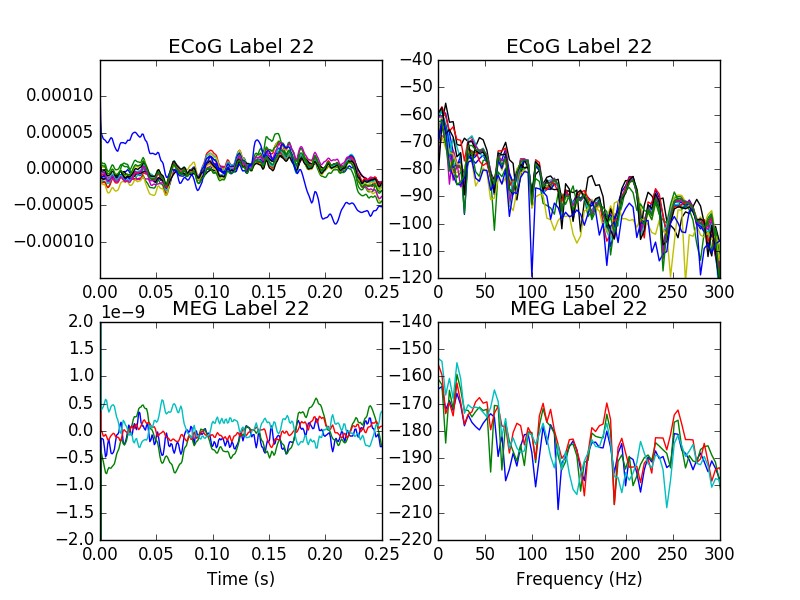 ECoG Label 22
0.00010
0.00005
0.00000
−0.00005
−0.00010
0.00 0.05 0.10 0.15 0.20 0.25
ECoG Label 22
−40
−50
−60
−70
−80
−90
−100
−110
−120
0 50 100 150 200 250 300
MEG Label 22
1e−9
2.0
1.5
1.0
0.5
0.0
−0.5
−1.0
−1.5
−2.0
0.00 0.05 0.10 0.15 0.20 0.25
Time (s)
MEG Label 22
−140
−150
−160
−170
−180
−190
−200
−210
−220
0 50 100 150 200 250 300
Frequency (Hz)